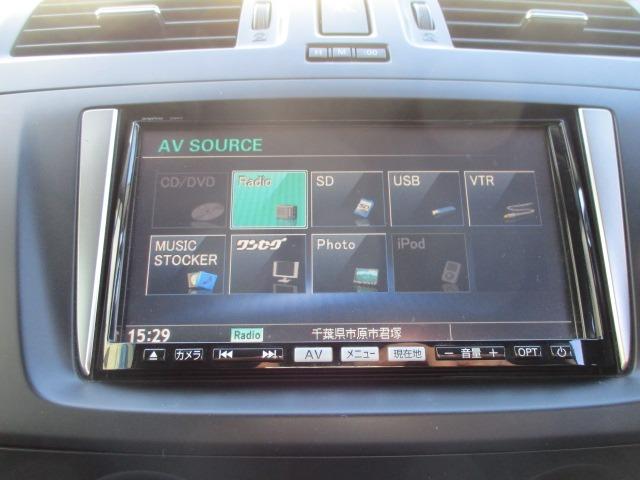 H M :00
AV SOURCE
CD/DVD Radio SD USB VTR
MUSIC STOCKER ワンセグ Photo iPod
15:29 Radio 千葉県市原市君塚
カメラ AV メニュー 現在地 − 音量 + OPT